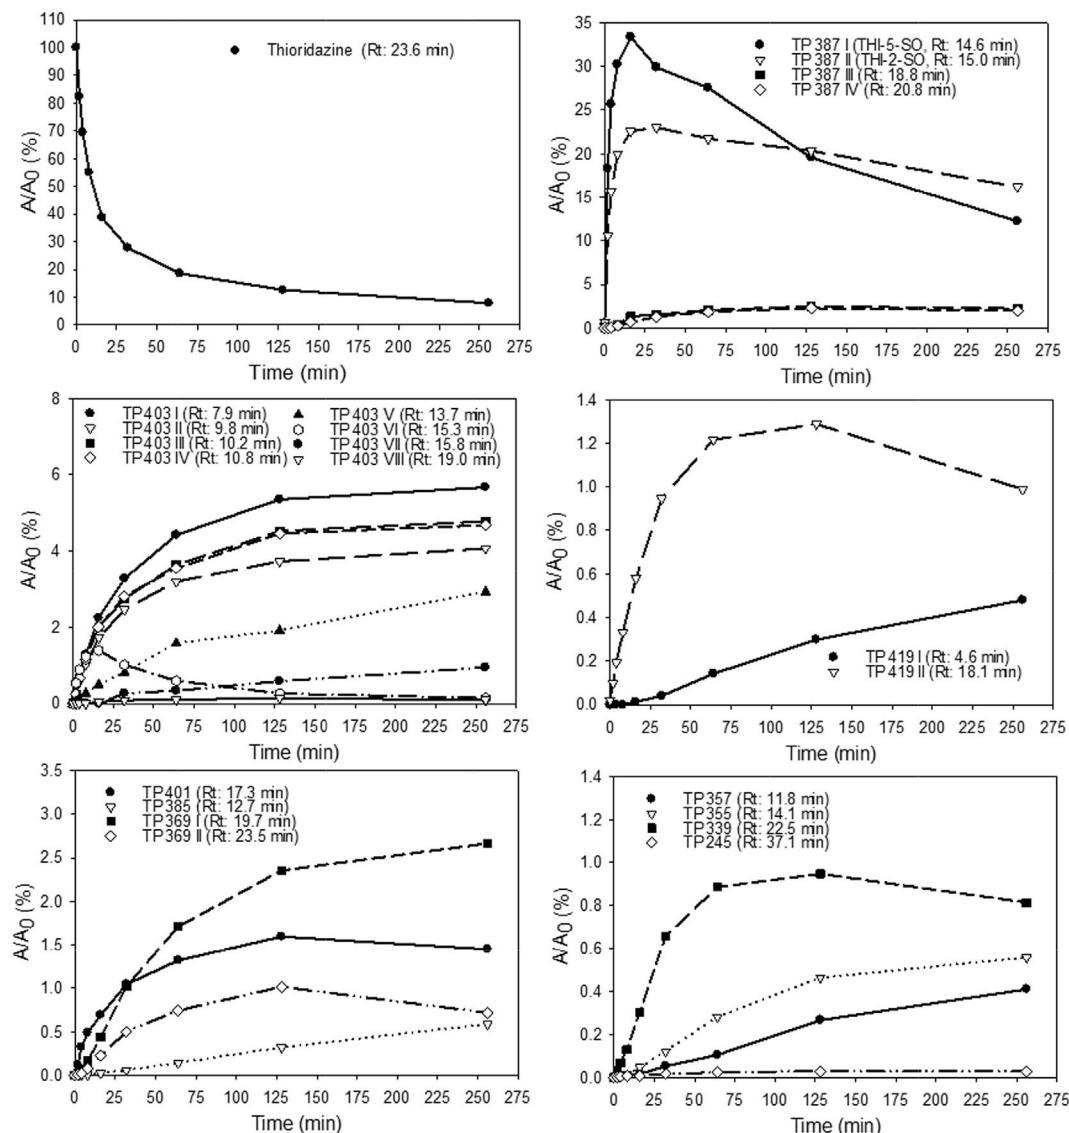 Thioridazine (Rt: 23.6 min)
A/A0 (%)
110
100
90
80
70
60
50
40
30
20
10
0
0 25 50 75 100 125 150 175 200 225 250 275
Time (min)
TP 387 I (THI-5-SO, Rt: 14.6 min)
TP 387 II (THI-2-SO, Rt: 15.0 min)
TP 387 III (Rt: 18.8 min)
TP 387 IV (Rt: 20.8 min)
A/A0 (%)
35
30
25
20
15
10
5
0
0 25 50 75 100 125 150 175 200 225 250 275
Time (min)
TP403 I (Rt: 7.9 min) TP403 V (Rt: 13.7 min)
TP403 II (Rt: 9.8 min) TP403 VI (Rt: 15.3 min)
TP403 III (Rt: 10.2 min) TP403 VII (Rt: 15.8 min)
TP403 IV (Rt: 10.8 min) TP403 VIII (Rt: 19.0 min)
A/A0 (%)
8
6
4
2
0
0 25 50 75 100 125 150 175 200 225 250 275
Time (min)
A/A0 (%)
1.4
1.2
1.0
0.8
0.6
0.4
0.2
0.0
TP419 I (Rt: 4.6 min)
TP419 II (Rt: 18.1 min)
0 25 50 75 100 125 150 175 200 225 250 275
Time (min)
TP401 (Rt: 17.3 min)
TP385 (Rt: 12.7 min)
TP369 I (Rt: 19.7 min)
TP369 II (Rt: 23.5 min)
A/A0 (%)
3.5
3.0
2.5
2.0
1.5
1.0
0.5
0.0
0 25 50 75 100 125 150 175 200 225 250 275
Time (min)
TP357 (Rt: 11.8 min)
TP355 (Rt: 14.1 min)
TP339 (Rt: 22.5 min)
TP245 (Rt: 37.1 min)
A/A0 (%)
1.4
1.2
1.0
0.8
0.6
0.4
0.2
0.0
0 25 50 75 100 125 150 175 200 225 250 275
Time (min)